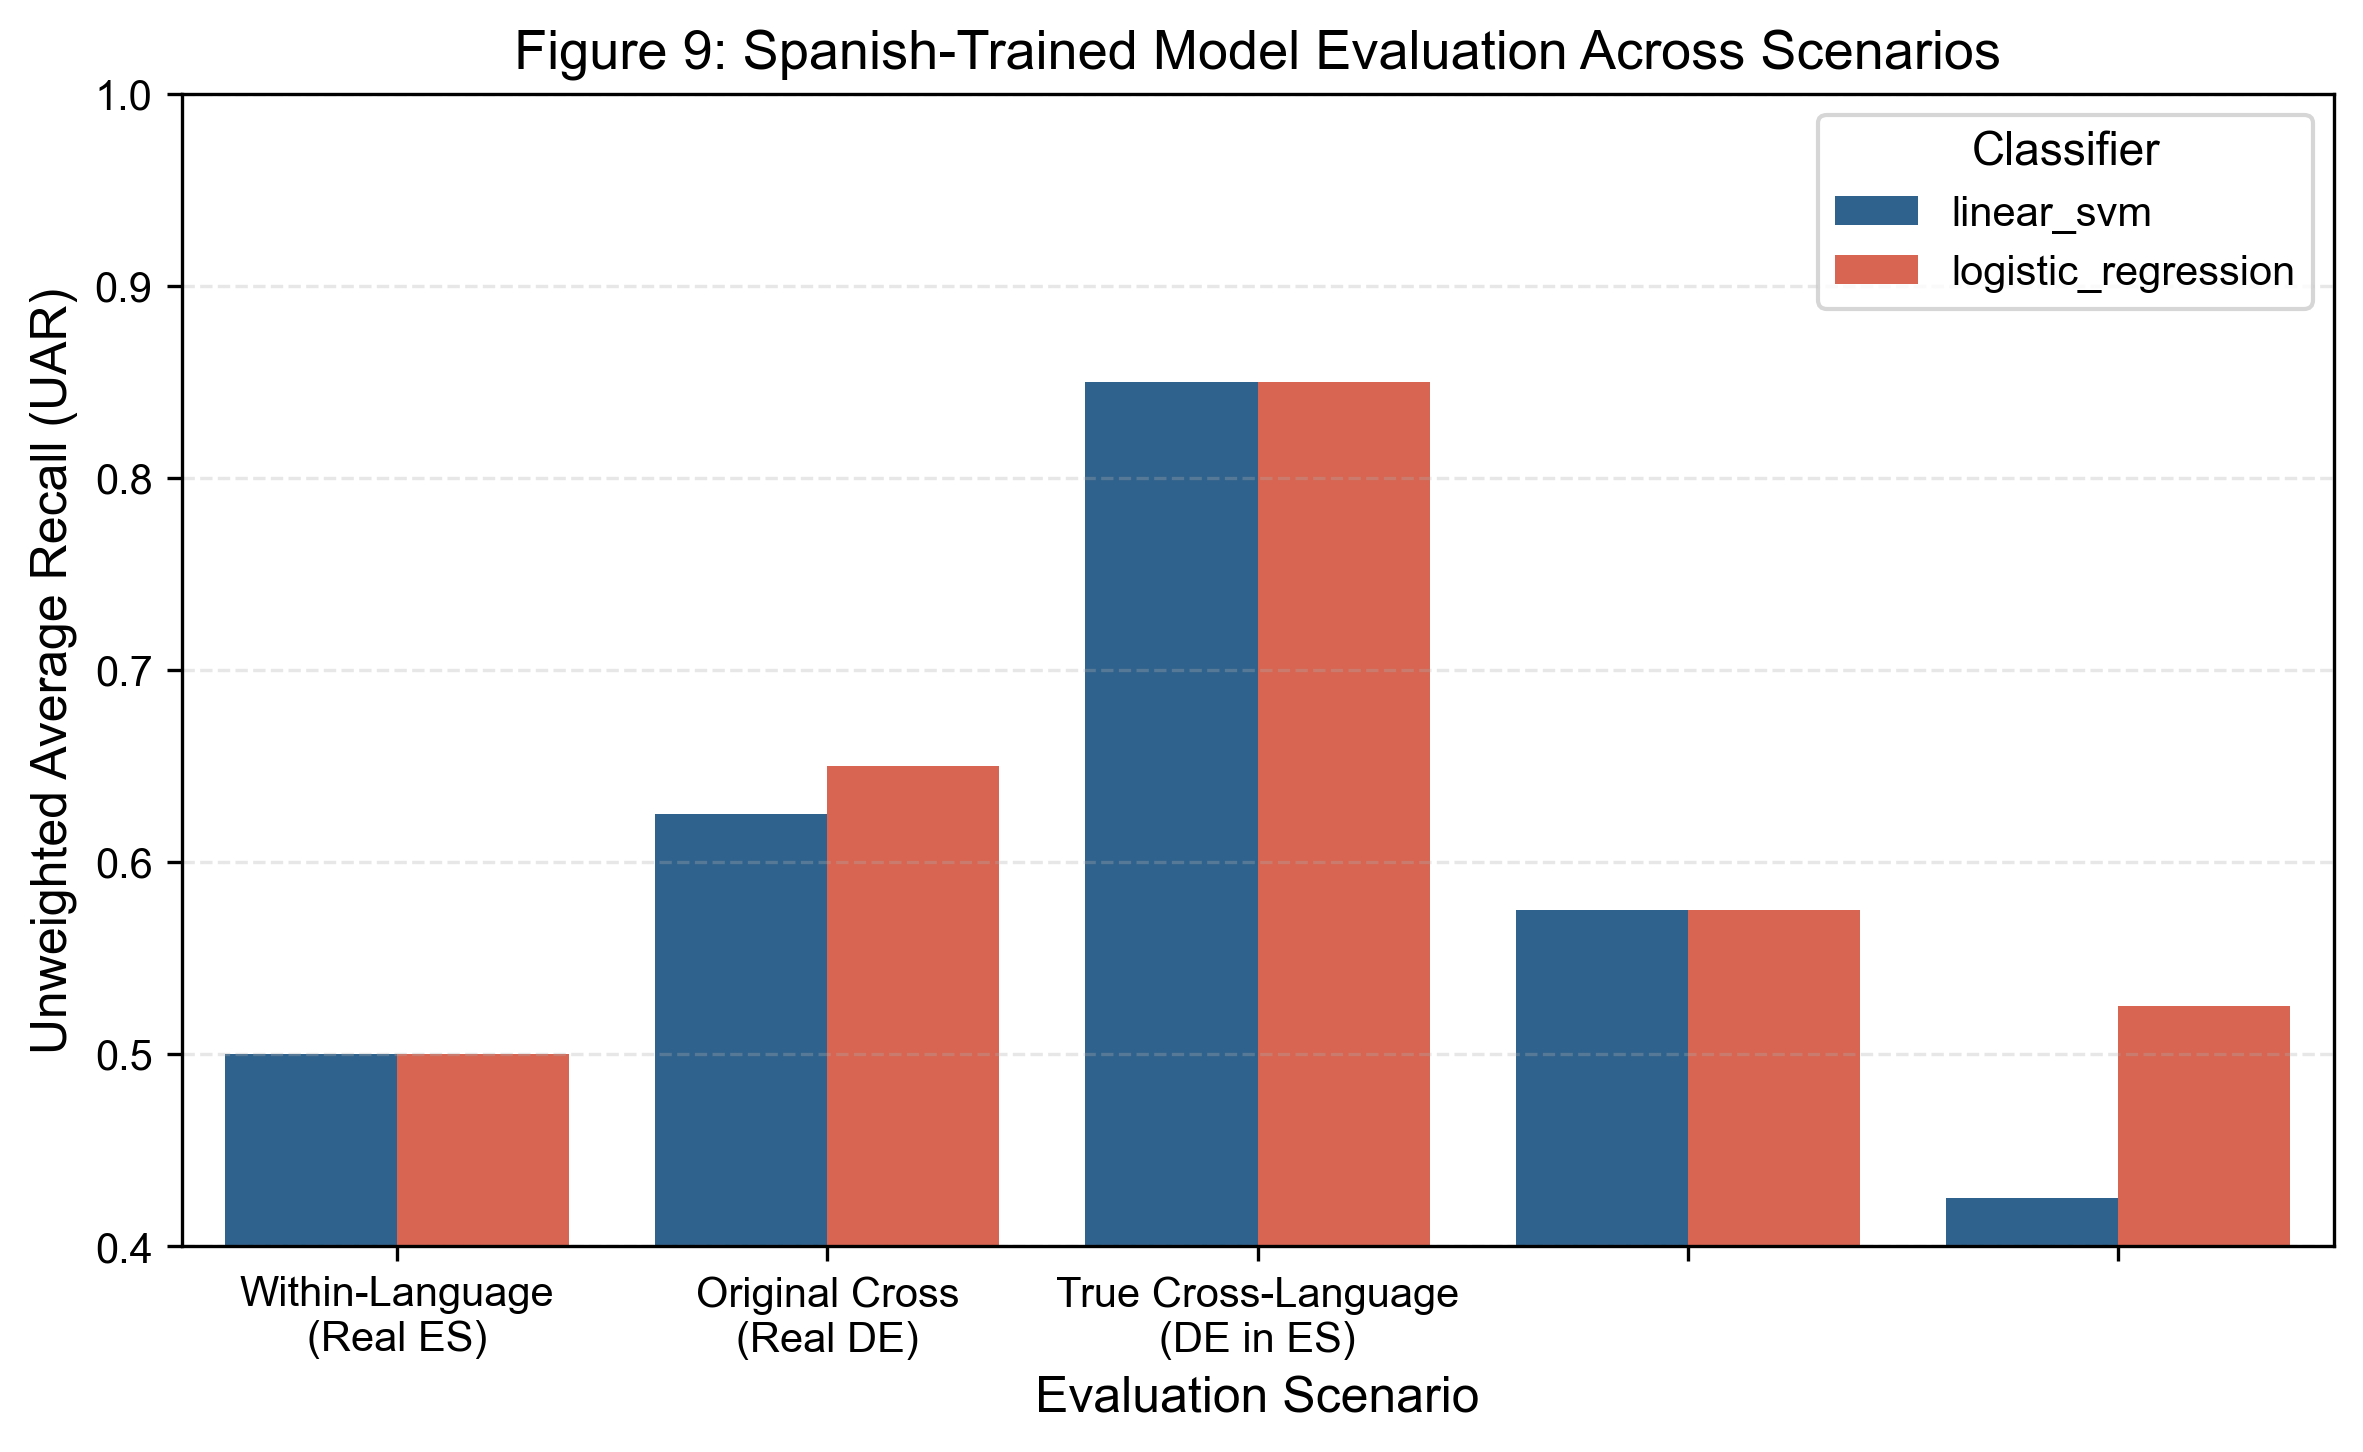 Figure 9: Spanish-Trained Model Evaluation Across Scenarios
Unweighted Average Recall (UAR)
1.0
0.9
0.8
0.7
0.6
0.5
0.4
Classifier
linear_svm
logistic_regression
Within-Language
(Real ES)
Original Cross
(Real DE)
True Cross-Language
(DE in ES)
Evaluation Scenario